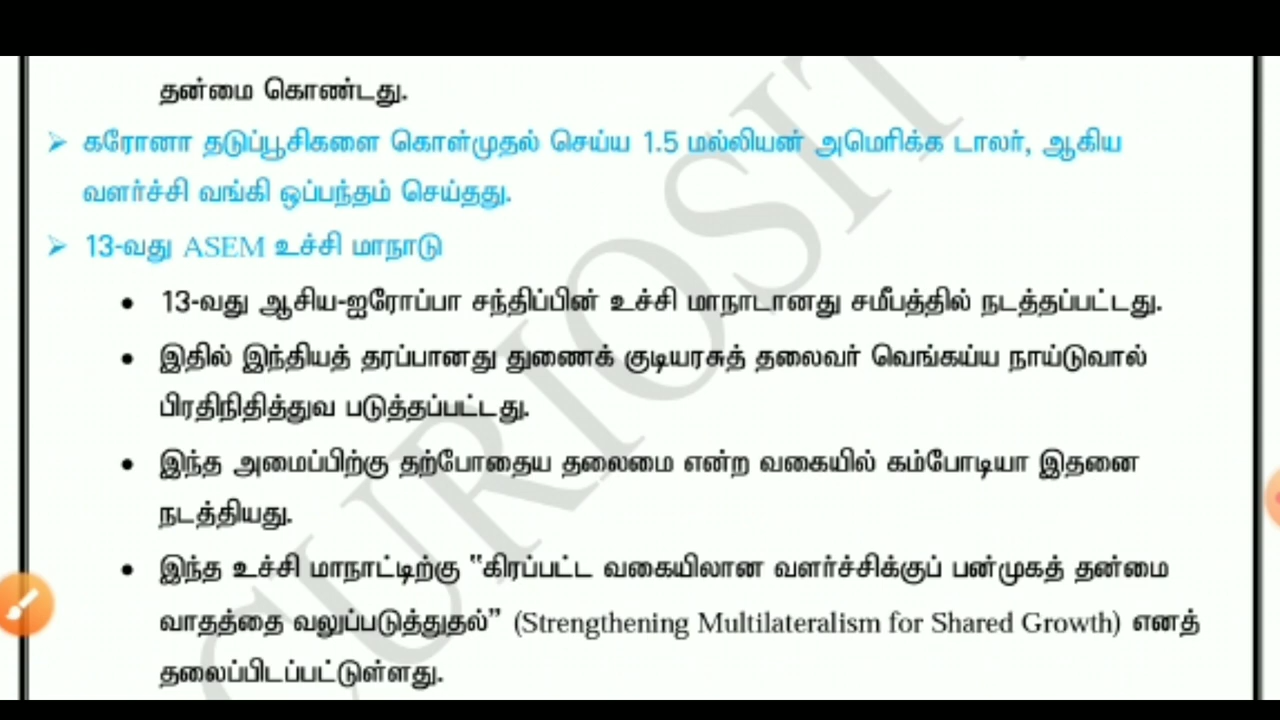 தன்மை கொண்டது.
➢ கரோனா தடுப்பூசிகளை கொள்முதல் செய்ய 1.5 மல்லியன் அமெரிக்க டாலர், ஆகிய
வளர்ச்சி வங்கி ஒப்பந்தம் செய்தது.
➢ 13-வது ASEM உச்சி மாநாடு
• 13-வது ஆசிய-ஐரோப்பா சந்திப்பின் உச்சி மாநாடானது சமீபத்தில் நடத்தப்பட்டது.
• இதில் இந்தியத் தரப்பானது துணைக் குடியரசுத் தலைவர் வெங்கய்ய நாய்டுவால்
பிரதிநிதித்துவ படுத்தப்பட்டது.
• இந்த அமைப்பிற்கு தற்போதைய தலைமை என்ற வகையில் கம்போடியா இதனை
நடத்தியது.
• இந்த உச்சி மாநாட்டிற்கு "கிரப்பட்ட வகையிலான வளர்ச்சிக்குப் பன்முகத் தன்மை
வாதத்தை வலுப்படுத்துதல்” (Strengthening Multilateralism for Shared Growth) எனத்
தலைப்பிடப்பட்டுள்ளது.
CURIOSIT